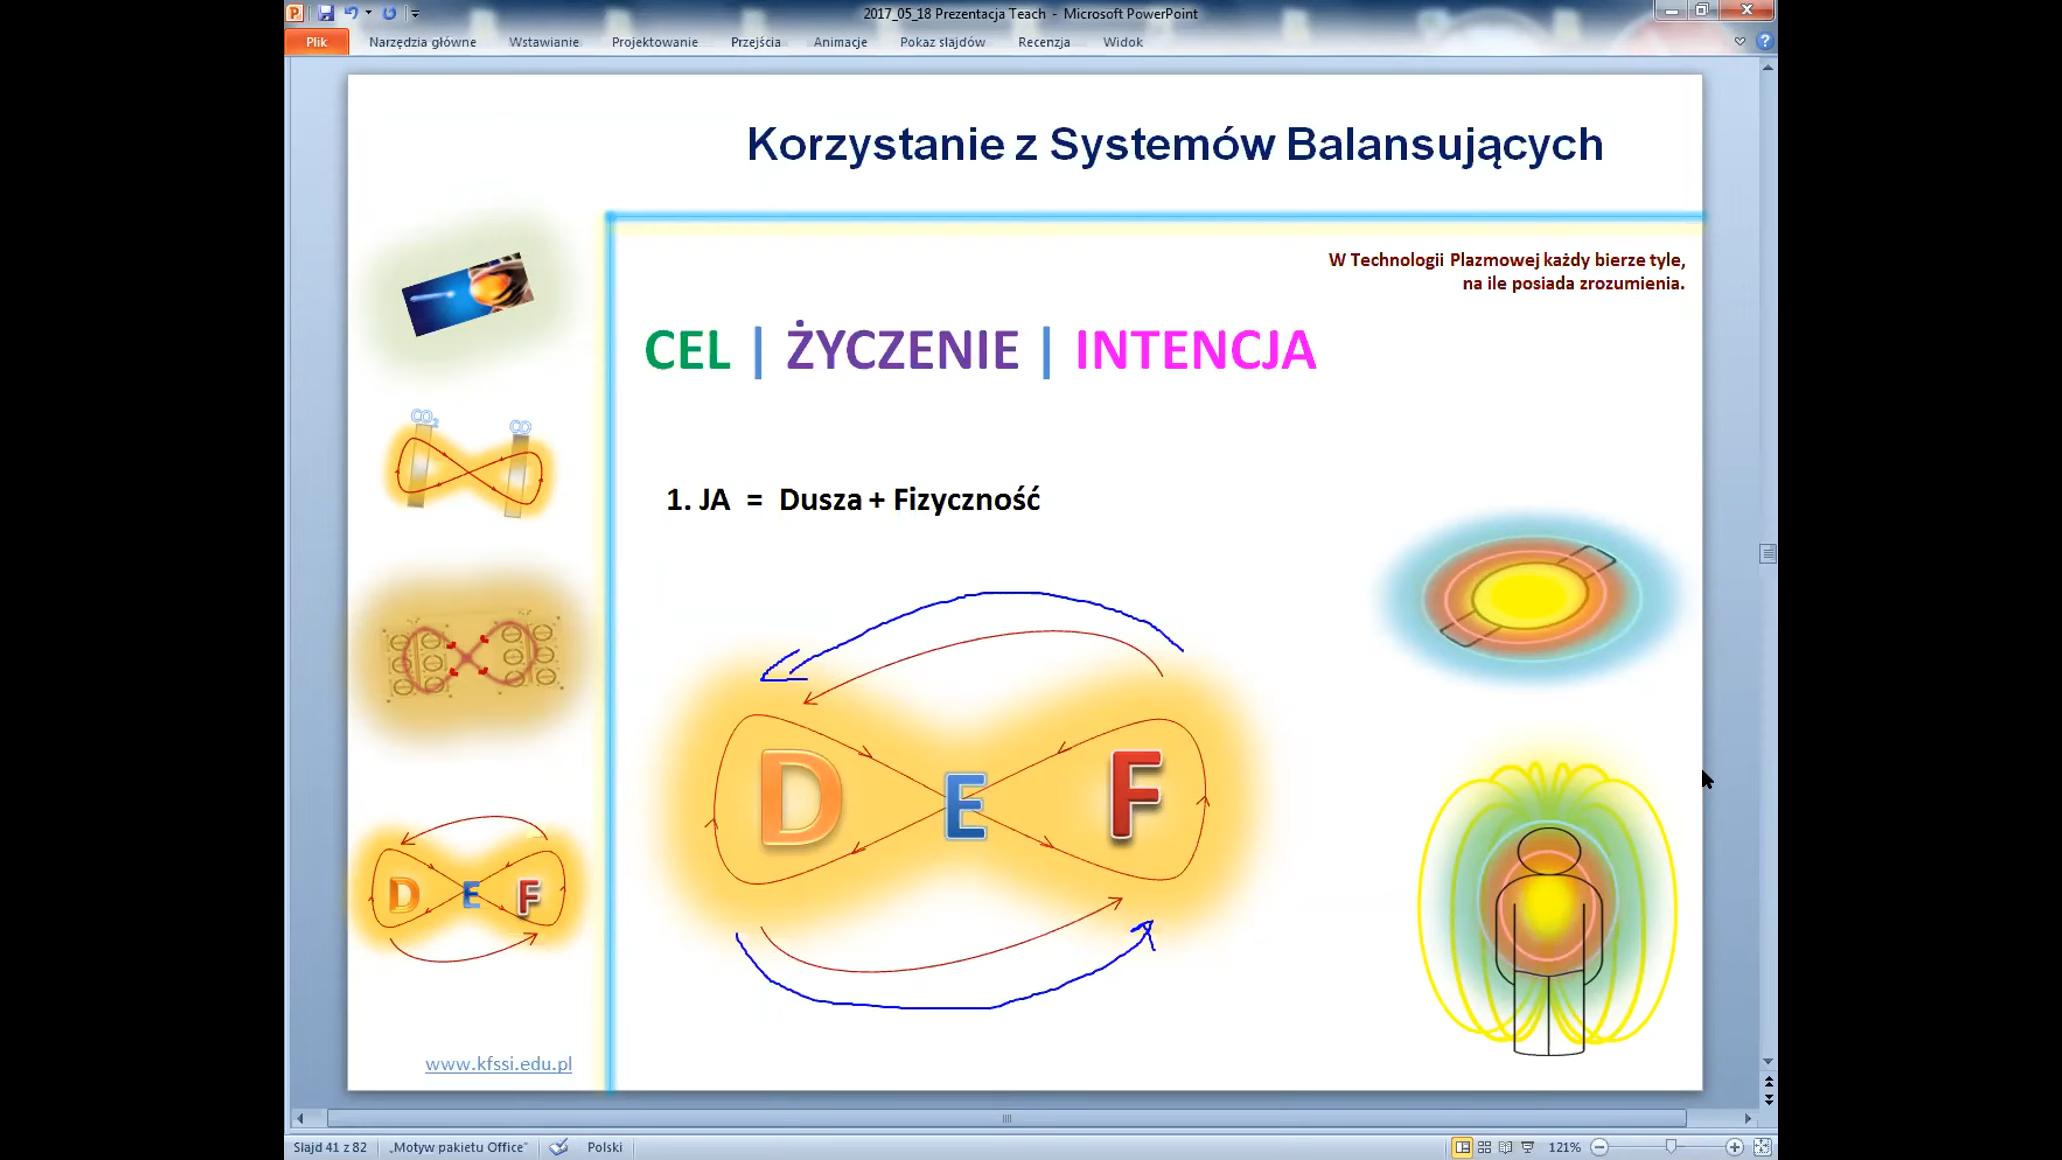 2017_05_18 Prezentacja Teach - Microsoft PowerPoint
Plik Narzędzia główne Wstawianie Projektowanie Przejścia Animacje Pokaz slajdów Recenzja Widok
Korzystanie z Systemów Balansujących
W Technologii Plazmowej każdy bierze tyle,
na ile posiada zrozumienia.
CEL | ŻYCZENIE | INTENCJA
CO2 CO
1. JA = Dusza + Fizyczność
D E F
D E F
www.kfssi.edu.pl
Slajd 41 z 82 „Motyw pakietu Office” Polski 121%